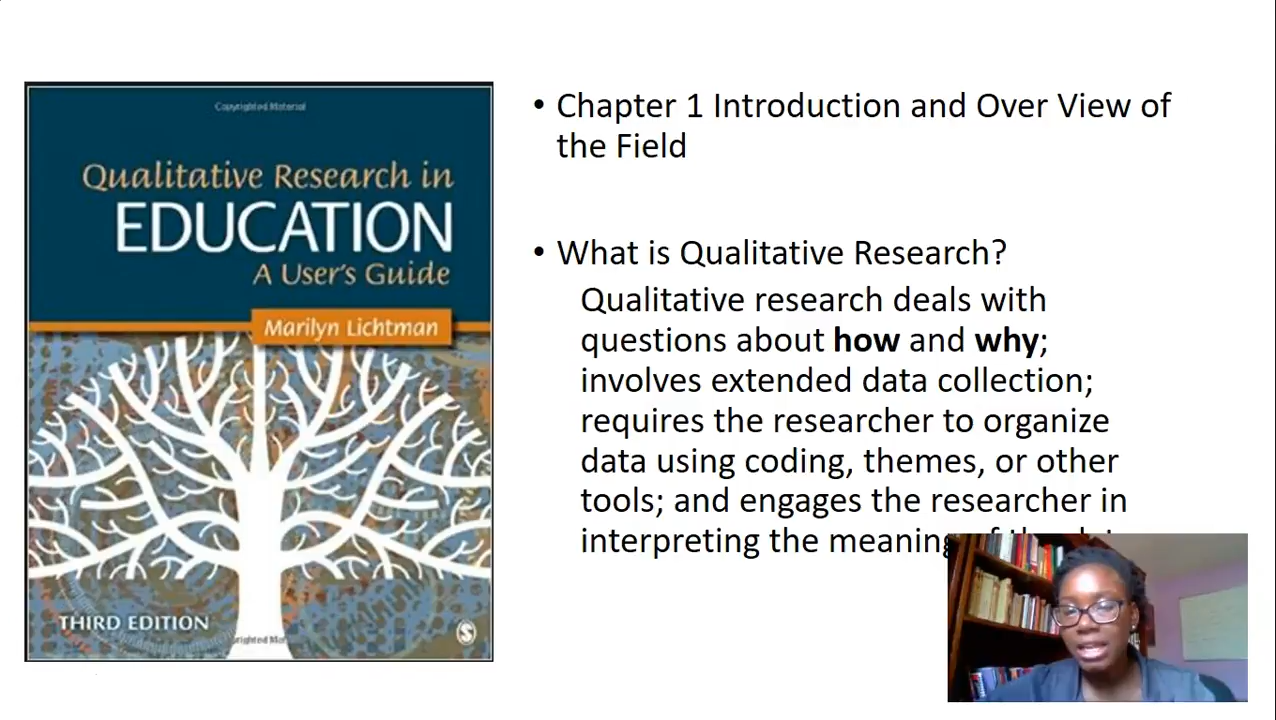 Copyrighted Material
Qualitative Research in
EDUCATION
A User's Guide
Marilyn Lichtman
THIRD EDITION
• Chapter 1 Introduction and Over View of
the Field
• What is Qualitative Research?
Qualitative research deals with
questions about how and why;
involves extended data collection;
requires the researcher to organize
data using coding, themes, or other
tools; and engages the researcher in
interpreting the meaning